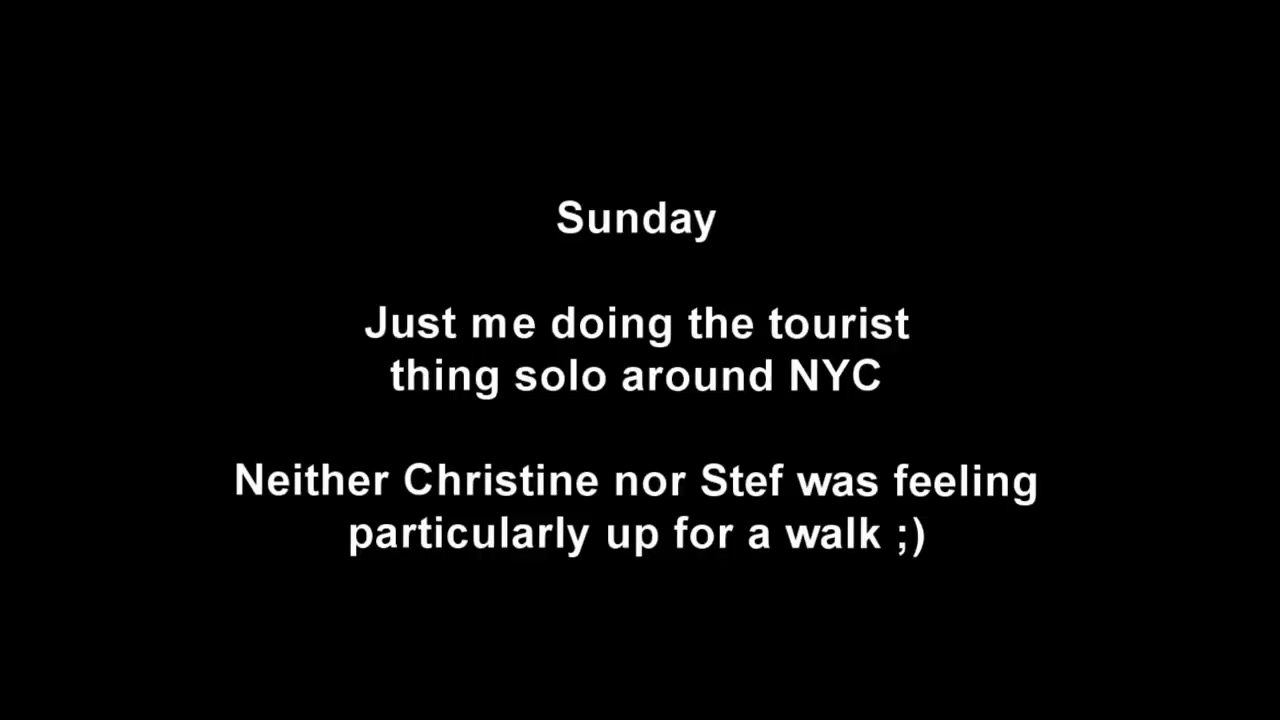 Sunday
Just me doing the tourist
thing solo around NYC
Neither Christine nor Stef was feeling
particularly up for a walk ;)